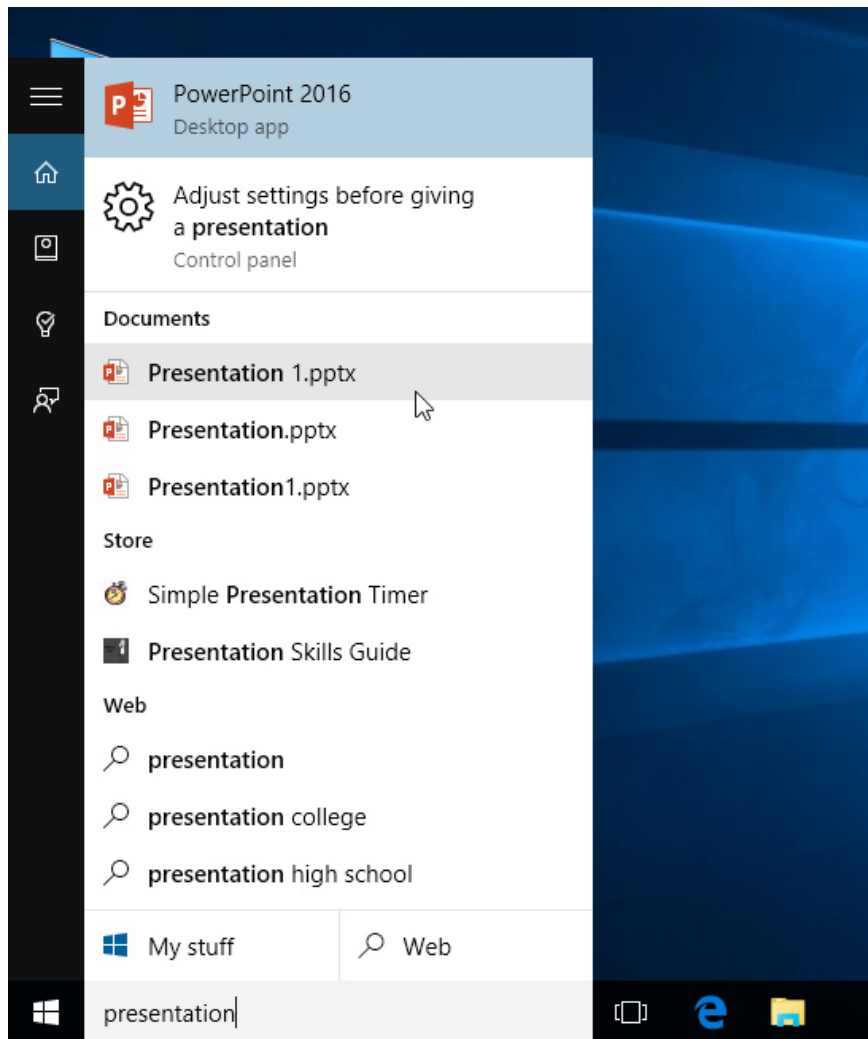 PowerPoint 2016
Desktop app
Adjust settings before giving
a presentation
Control panel
Documents
Presentation 1.pptx
Presentation.pptx
Presentation1.pptx
Store
Simple Presentation Timer
Presentation Skills Guide
Web
presentation
presentation college
presentation high school
My stuff
Web
presentation